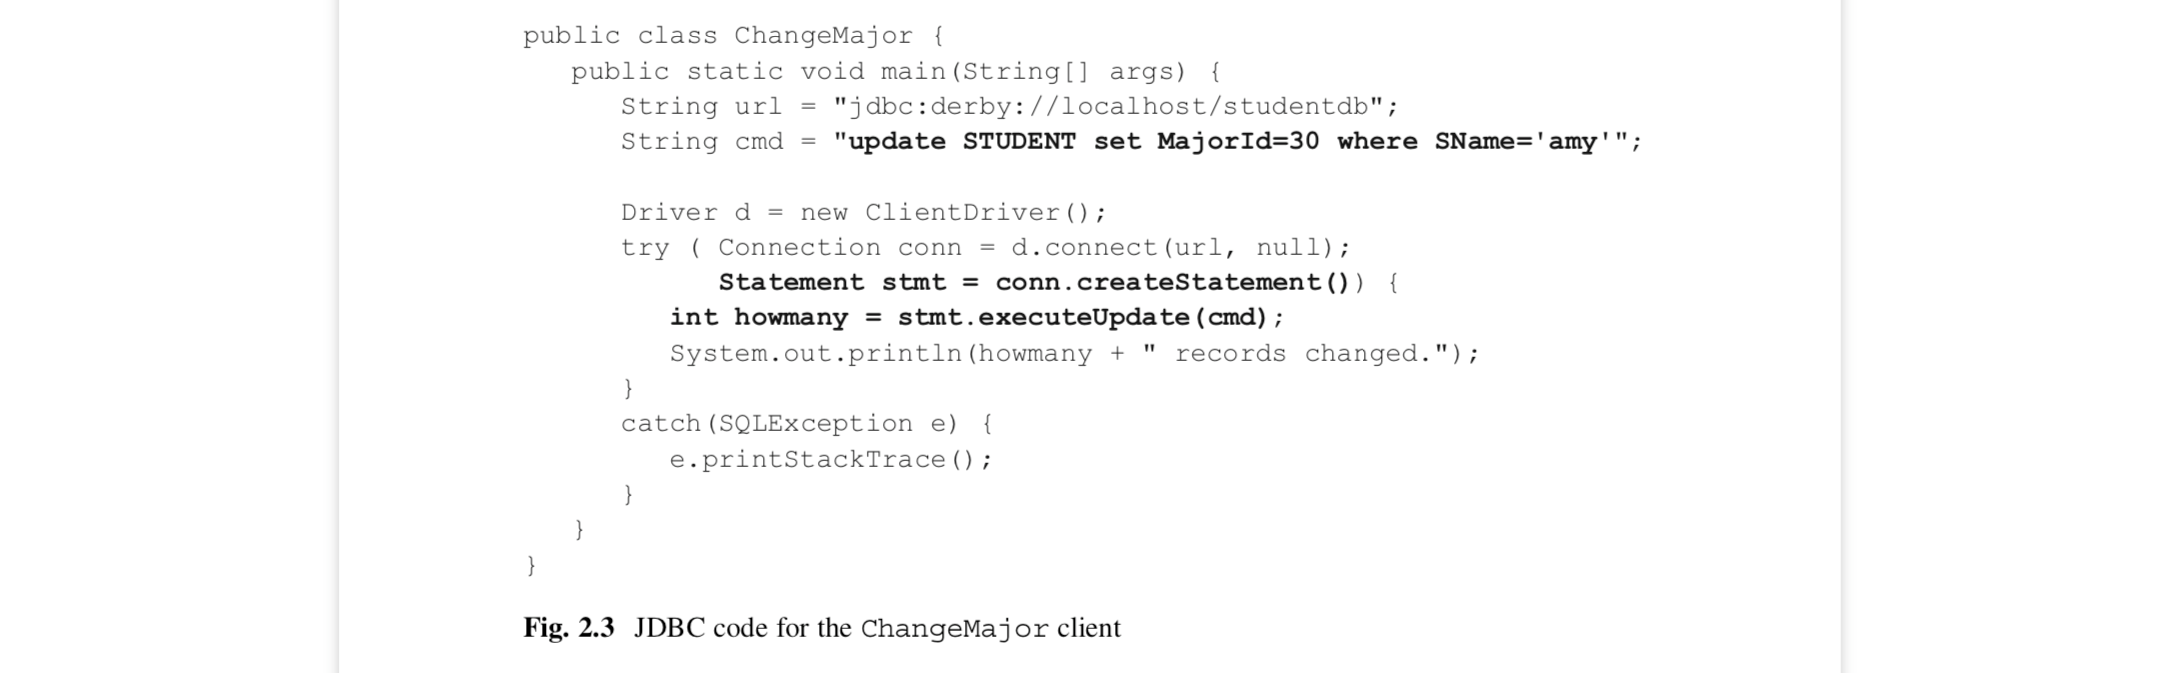 public class ChangeMajor {
   public static void main(String[] args) {
      String url = "jdbc:derby://localhost/studentdb";
      String cmd = "update STUDENT set MajorId=30 where SName='amy'";

      Driver d = new ClientDriver();
      try ( Connection conn = d.connect(url, null);
            Statement stmt = conn.createStatement()) {
         int howmany = stmt.executeUpdate(cmd);
         System.out.println(howmany + " records changed.");
      }
      catch(SQLException e) {
         e.printStackTrace();
      }
   }
}
Fig. 2.3 JDBC code for the ChangeMajor client